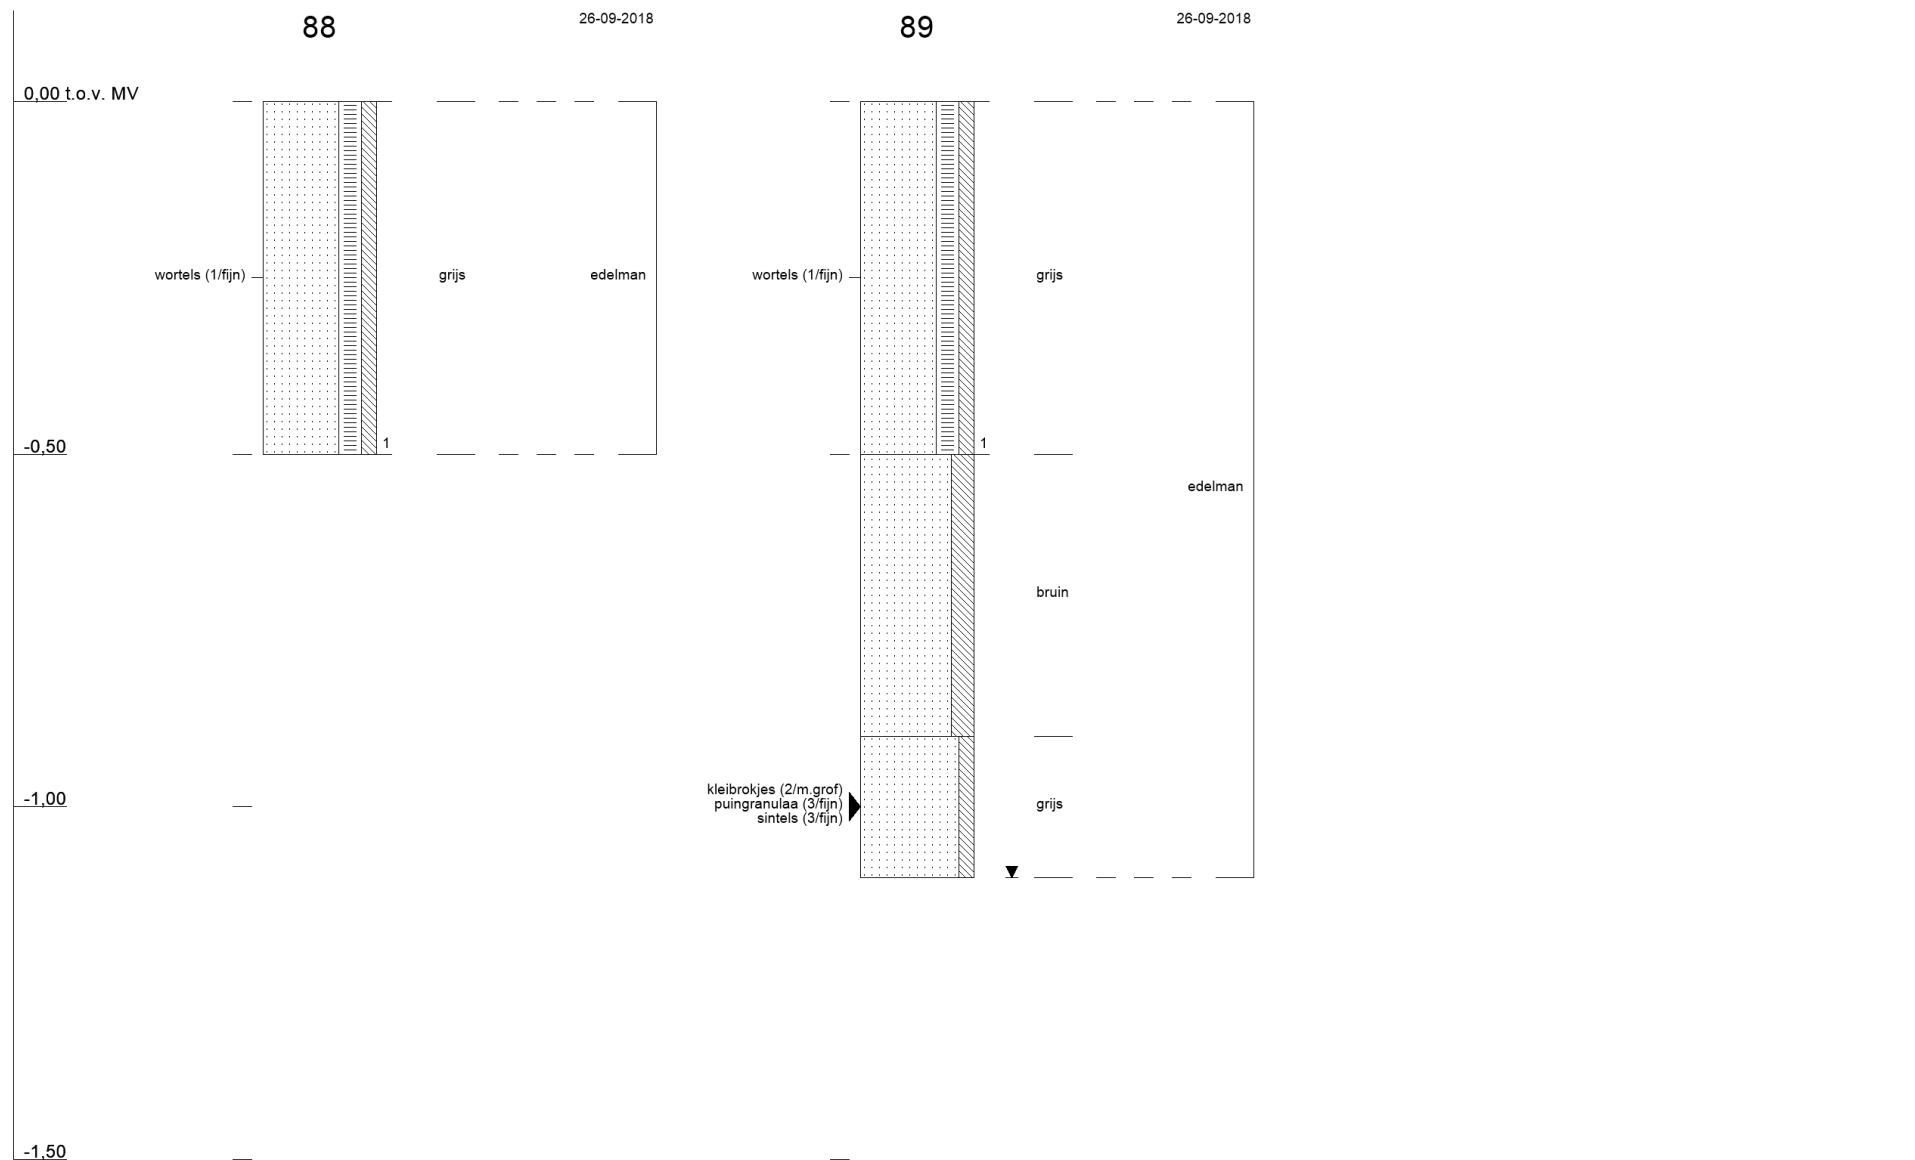 88
26-09-2018
89
26-09-2018
0,00 t.o.v. MV
wortels (1/fijn)
grijs
edelman
wortels (1/fijn)
grijs
1
1
-0,50
edelman
bruin
kleibrokjes (2/m.grof)
puingranulaa (3/fijn)
sintels (3/fijn)
grijs
-1,00
-1,50